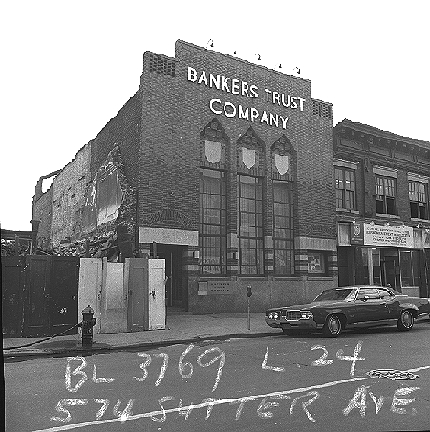 BANKERS TRUST
COMPANY
BL 3769 L 24
574 SUTTER AVE.